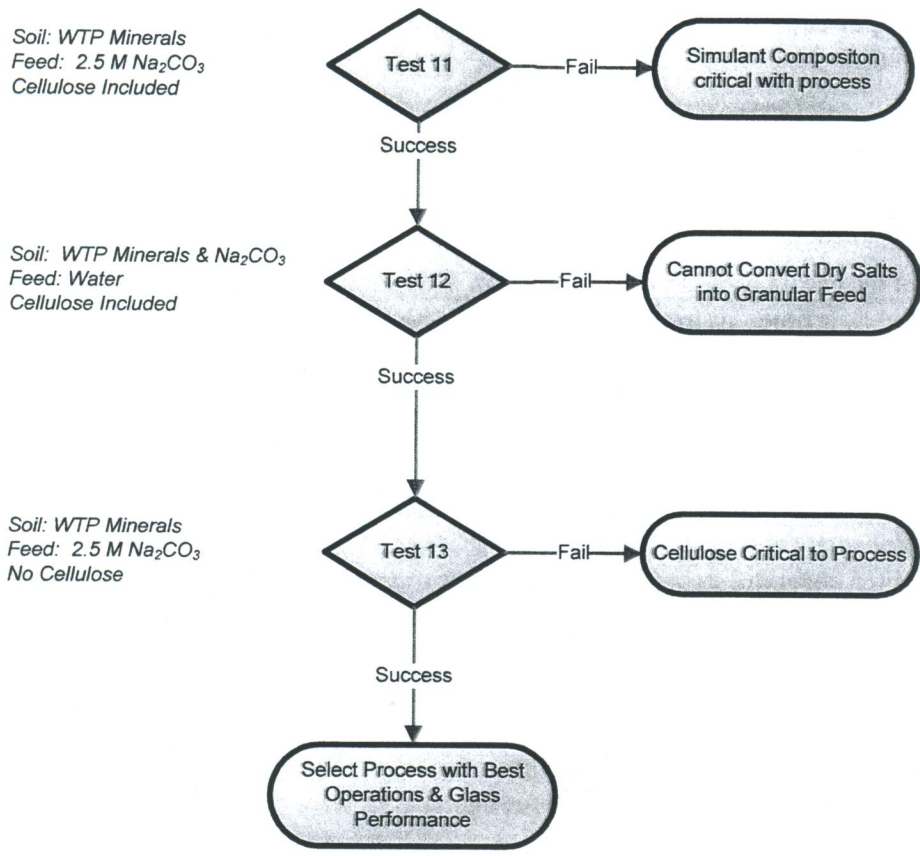 Soil: WTP Minerals
Feed: 2.5 M Na₂CO₃
Cellulose Included
Test 11
Fail
Simulant Compositon
critical with process
Success
Soil: WTP Minerals & Na₂CO₃
Feed: Water
Cellulose Included
Test 12
Fail
Cannot Convert Dry Salts
into Granular Feed
Success
Soil: WTP Minerals
Feed: 2.5 M Na₂CO₃
No Cellulose
Test 13
Fail
Cellulose Critical to Process
Success
Select Process with Best
Operations & Glass
Performance